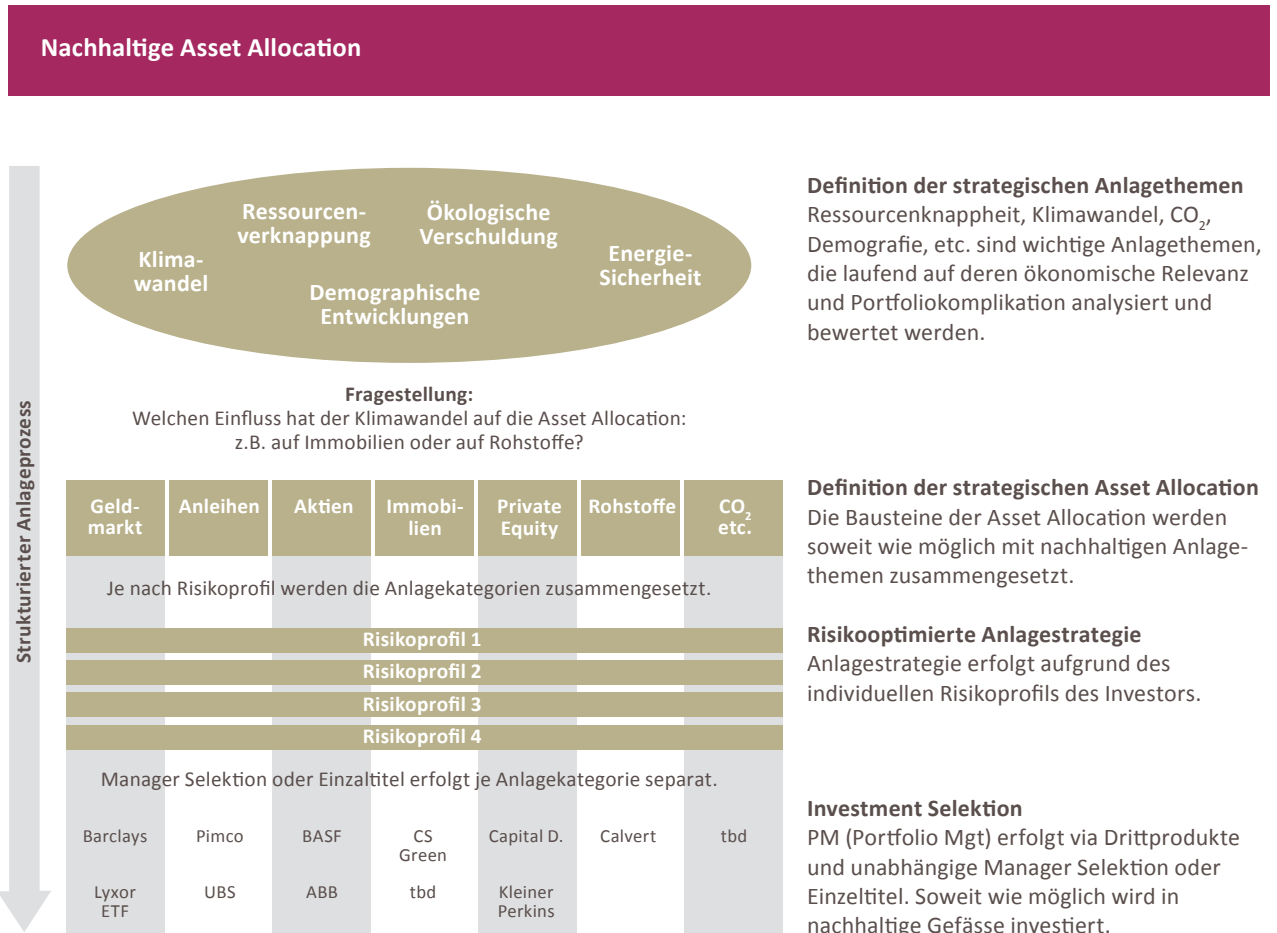 Nachhaltige Asset Allocation
Strukturierter Anlageprozess
Ressourcen-
verknappung
Ökologische
Verschuldung
Klima-
wandel
Energie-
Sicherheit
Demographische
Entwicklungen
Definition der strategischen Anlagethemen
Ressourcenknappheit, Klimawandel, CO₂,
Demografie, etc. sind wichtige Anlagethemen,
die laufend auf deren ökonomische Relevanz
und Portfoliokomplikation analysiert und
bewertet werden.
Fragestellung:
Welchen Einfluss hat der Klimawandel auf die Asset Allocation:
z.B. auf Immobilien oder auf Rohstoffe?
Geld-
markt
Anleihen
Aktien
Immobi-
lien
Private
Equity
Rohstoffe
CO₂
etc.
Definition der strategischen Asset Allocation
Die Bausteine der Asset Allocation werden
soweit wie möglich mit nachhaltigen Anlage-
themen zusammengesetzt.
Je nach Risikoprofil werden die Anlagekategorien zusammengesetzt.
Risikoprofil 1
Risikoprofil 2
Risikoprofil 3
Risikoprofil 4
Risikooptimierte Anlagestrategie
Anlagestrategie erfolgt aufgrund des
individuellen Risikoprofils des Investors.
Manager Selektion oder Einzaltitel erfolgt je Anlagekategorie separat.
Barclays
Pimco
BASF
CS
Green
Capital D.
Calvert
tbd
Lyxor
ETF
UBS
ABB
tbd
Kleiner
Perkins
Investment Selektion
PM (Portfolio Mgt) erfolgt via Drittprodukte
und unabhängige Manager Selektion oder
Einzeltitel. Soweit wie möglich wird in
nachhaltige Gefässe investiert.